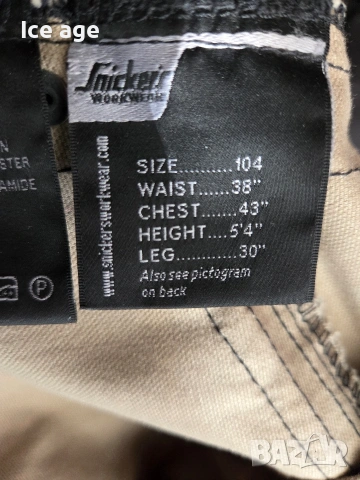 Ice age
Snickers
WORKWEAR
www.snickersworkwear.com
SIZE..........104
WAIST......38"
CHEST.......43"
HEIGHT....5'4"
LEG............30"
Also see pictogram
on back
STER
AMIDE
P
bazar